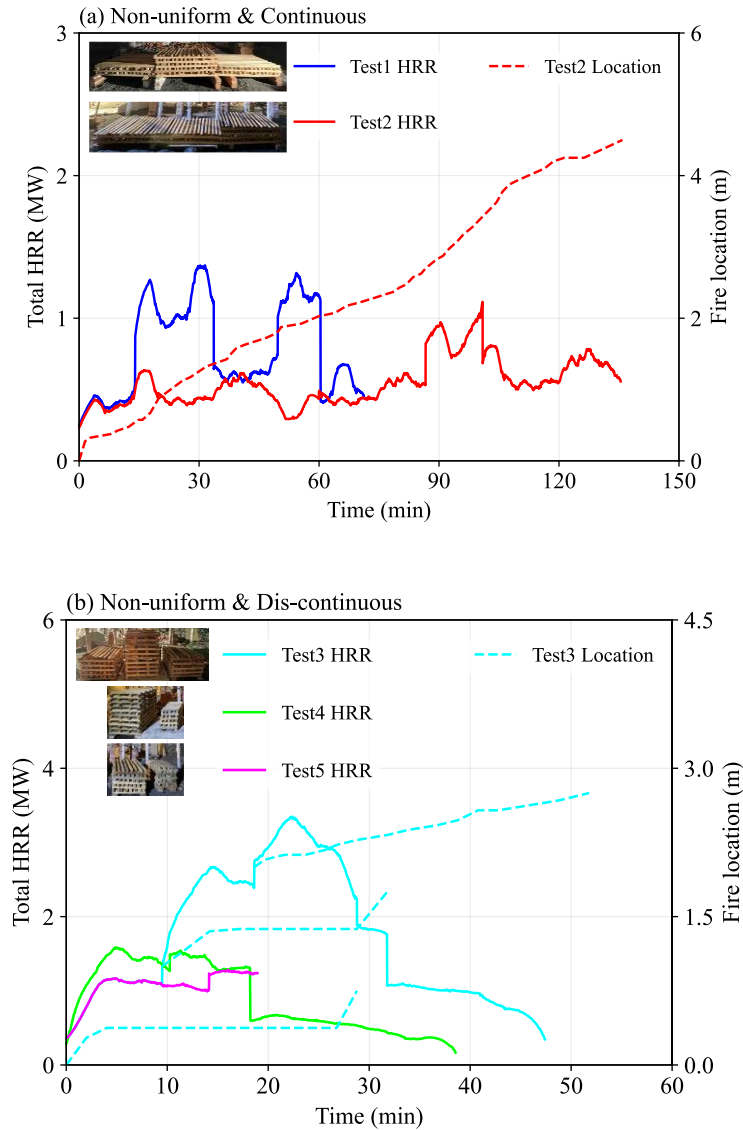 (a) Non-uniform & Continuous
3
2
1
0
Total HRR (MW)
Test1 HRR
Test2 HRR
Test2 Location
6
4
2
0
Fire location (m)
0
30
60
90
120
150
Time (min)
(b) Non-uniform & Dis-continuous
6
4
2
0
Total HRR (MW)
Test3 HRR
Test4 HRR
Test5 HRR
Test3 Location
4.5
3.0
1.5
0.0
Fire location (m)
0
10
20
30
40
50
60
Time (min)